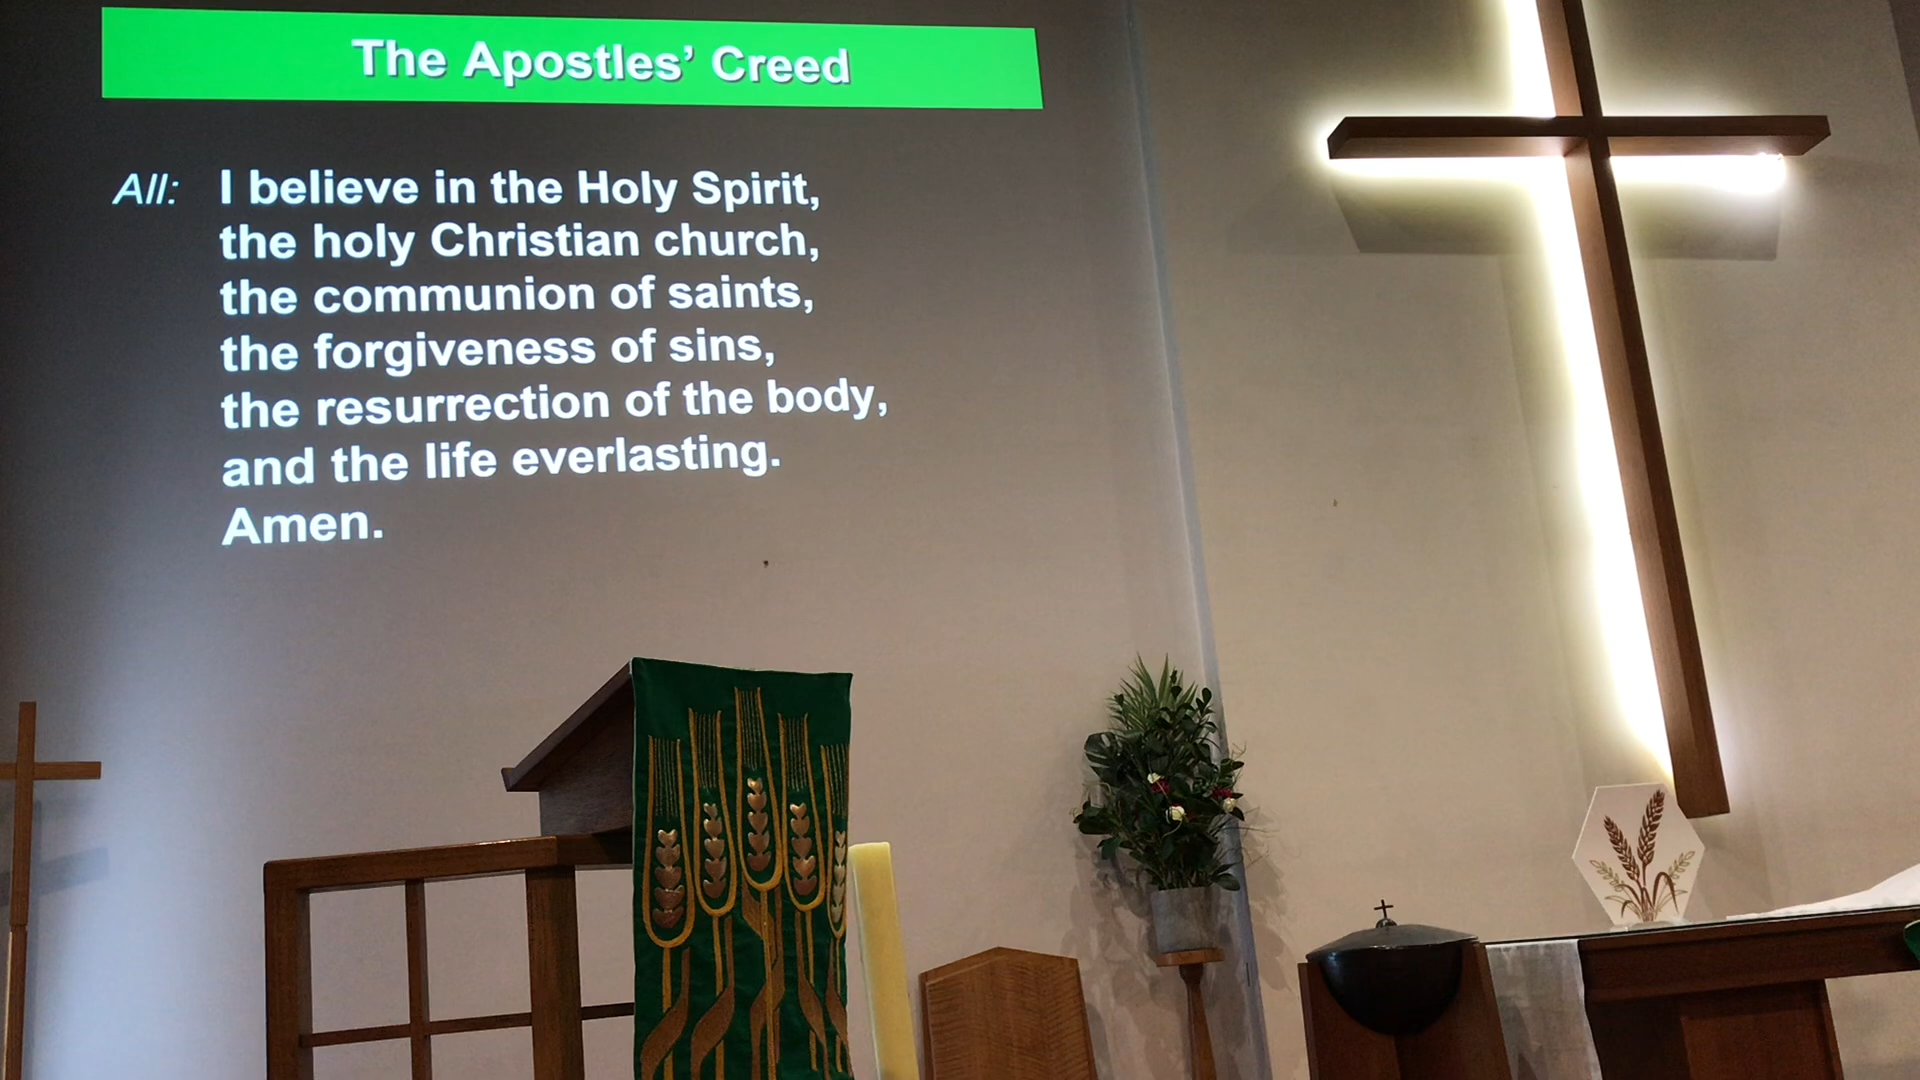 The Apostles’ Creed
All: I believe in the Holy Spirit,
the holy Christian church,
the communion of saints,
the forgiveness of sins,
the resurrection of the body,
and the life everlasting.
Amen.